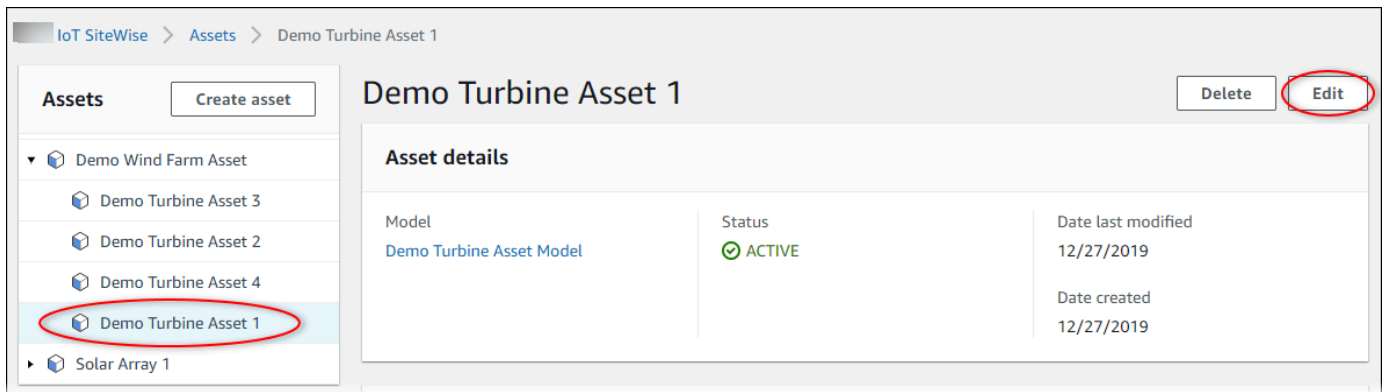 IoT SiteWise > Assets > Demo Turbine Asset 1
Assets
Create asset
Demo Wind Farm Asset
Demo Turbine Asset 3
Demo Turbine Asset 2
Demo Turbine Asset 4
Demo Turbine Asset 1
Solar Array 1
Demo Turbine Asset 1
Delete
Edit
Asset details
Model
Demo Turbine Asset Model
Status
ACTIVE
Date last modified
12/27/2019
Date created
12/27/2019